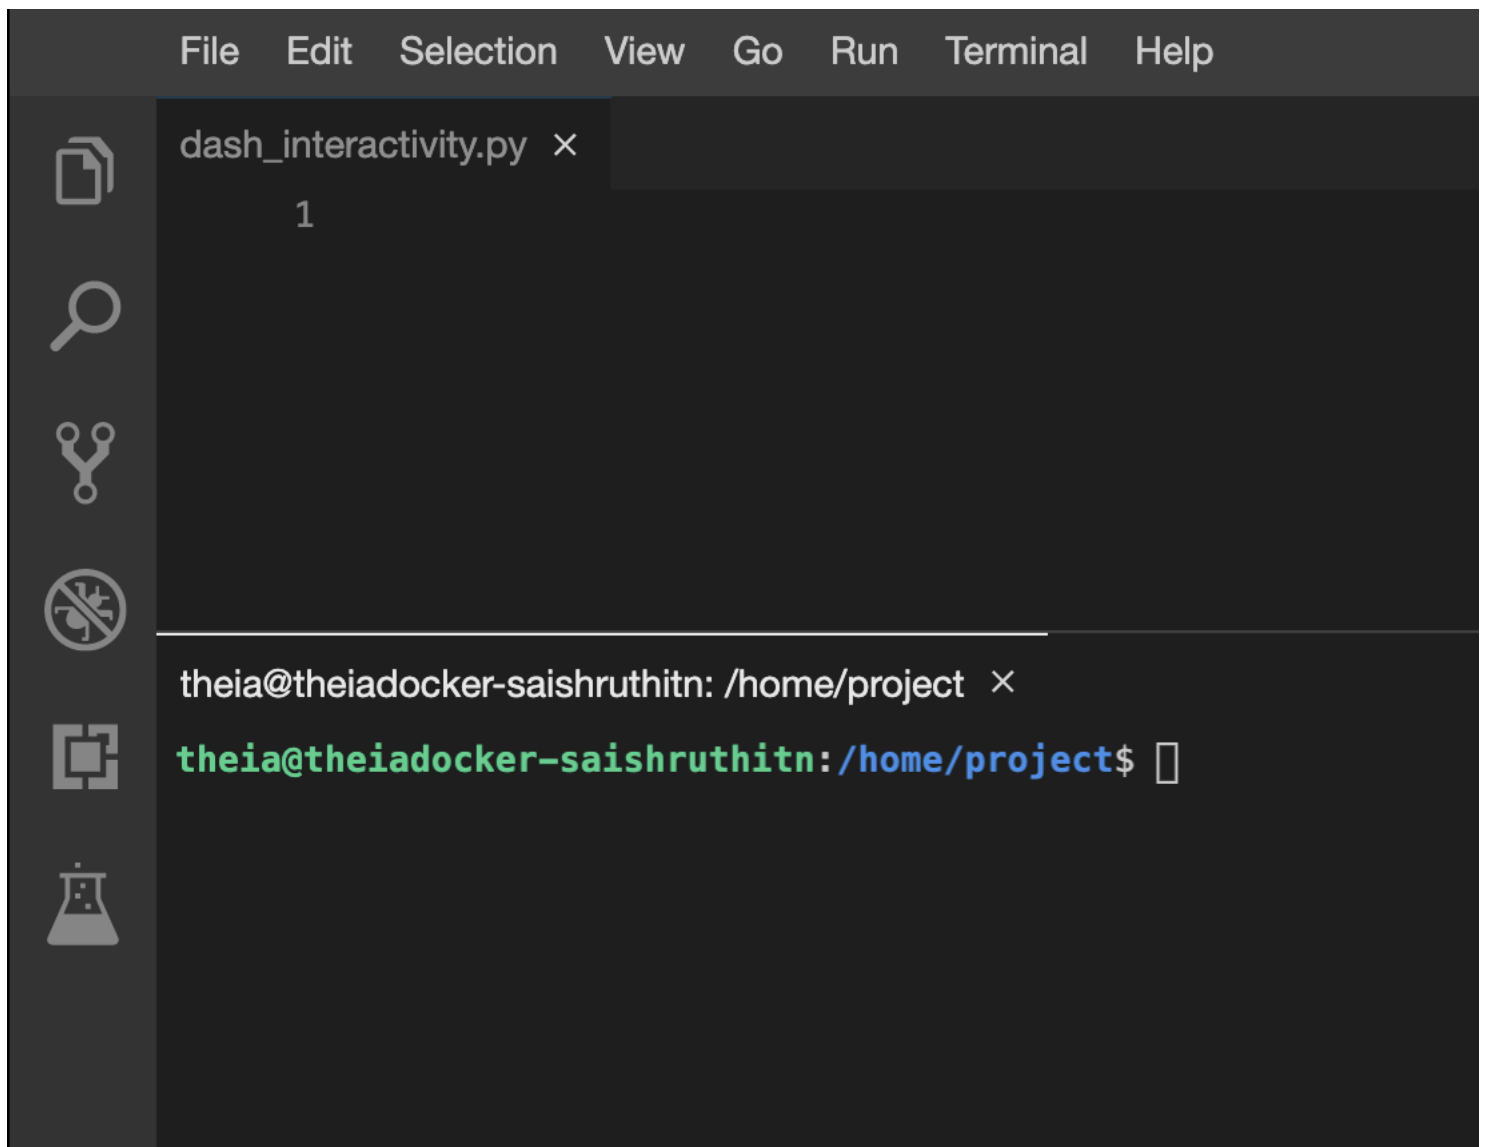 File Edit Selection View Go Run Terminal Help
dash_interactivity.py ×
1
theia@theiadocker-saishruthitn: /home/project ×
theia@theiadocker-saishruthitn:/home/project$